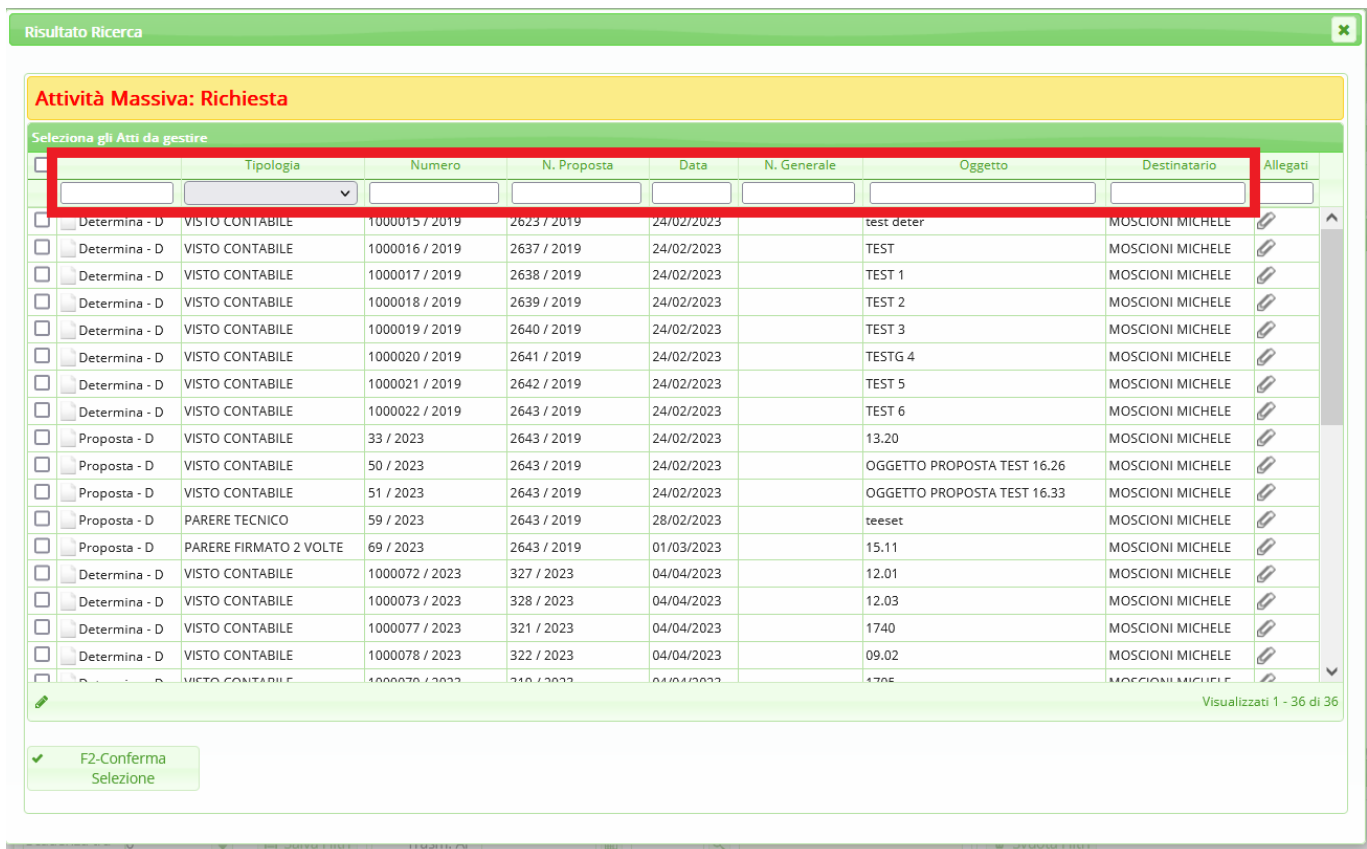 Risultato Ricerca
Attività Massiva: Richiesta
Seleziona gli Atti da gestire
Tipologia Numero N. Proposta Data N. Generale Oggetto Destinatario Allegati
Determina - D VISTO CONTABILE 1000015 / 2019 2623 / 2019 24/02/2023 test deter MOSCIONI MICHELE
Determina - D VISTO CONTABILE 1000016 / 2019 2637 / 2019 24/02/2023 TEST MOSCIONI MICHELE
Determina - D VISTO CONTABILE 1000017 / 2019 2638 / 2019 24/02/2023 TEST 1 MOSCIONI MICHELE
Determina - D VISTO CONTABILE 1000018 / 2019 2639 / 2019 24/02/2023 TEST 2 MOSCIONI MICHELE
Determina - D VISTO CONTABILE 1000019 / 2019 2640 / 2019 24/02/2023 TEST 3 MOSCIONI MICHELE
Determina - D VISTO CONTABILE 1000020 / 2019 2641 / 2019 24/02/2023 TESTG 4 MOSCIONI MICHELE
Determina - D VISTO CONTABILE 1000021 / 2019 2642 / 2019 24/02/2023 TEST 5 MOSCIONI MICHELE
Determina - D VISTO CONTABILE 1000022 / 2019 2643 / 2019 24/02/2023 TEST 6 MOSCIONI MICHELE
Proposta - D VISTO CONTABILE 33 / 2023 2643 / 2019 24/02/2023 13.20 MOSCIONI MICHELE
Proposta - D VISTO CONTABILE 50 / 2023 2643 / 2019 24/02/2023 OGGETTO PROPOSTA TEST 16.26 MOSCIONI MICHELE
Proposta - D VISTO CONTABILE 51 / 2023 2643 / 2019 24/02/2023 OGGETTO PROPOSTA TEST 16.33 MOSCIONI MICHELE
Proposta - D PARERE TECNICO 59 / 2023 2643 / 2019 28/02/2023 teeset MOSCIONI MICHELE
Proposta - D PARERE FIRMATO 2 VOLTE 69 / 2023 2643 / 2019 01/03/2023 15.11 MOSCIONI MICHELE
Determina - D VISTO CONTABILE 1000072 / 2023 327 / 2023 04/04/2023 12.01 MOSCIONI MICHELE
Determina - D VISTO CONTABILE 1000073 / 2023 328 / 2023 04/04/2023 12.03 MOSCIONI MICHELE
Determina - D VISTO CONTABILE 1000077 / 2023 321 / 2023 04/04/2023 1740 MOSCIONI MICHELE
Determina - D VISTO CONTABILE 1000078 / 2023 322 / 2023 04/04/2023 09.02 MOSCIONI MICHELE
VISTO CONTABILE 04/04/2023 MOSCIONI MICHELE
Visualizzati 1 - 36 di 36
F2-Conferma
Selezione